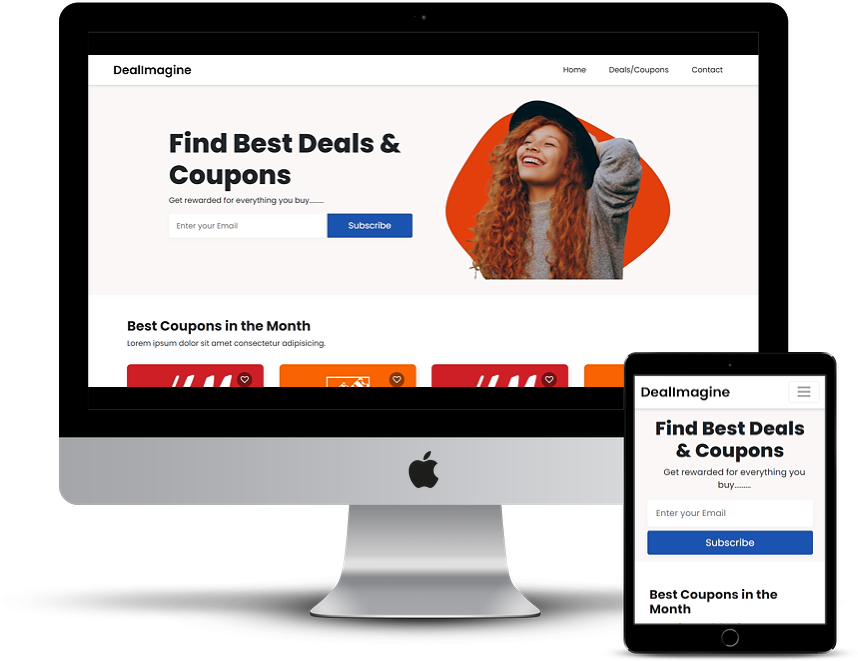 DealImagine
Home Deals/Coupons Contact
Find Best Deals &
Coupons
Get rewarded for everything you buy........
Enter your Email Subscribe
Best Coupons in the Month
Lorem ipsum dolor sit amet consectetur adipisicing.
DealImagine
Find Best Deals
& Coupons
Get rewarded for everything you
buy........
Enter your Email
Subscribe
Best Coupons in the
Month